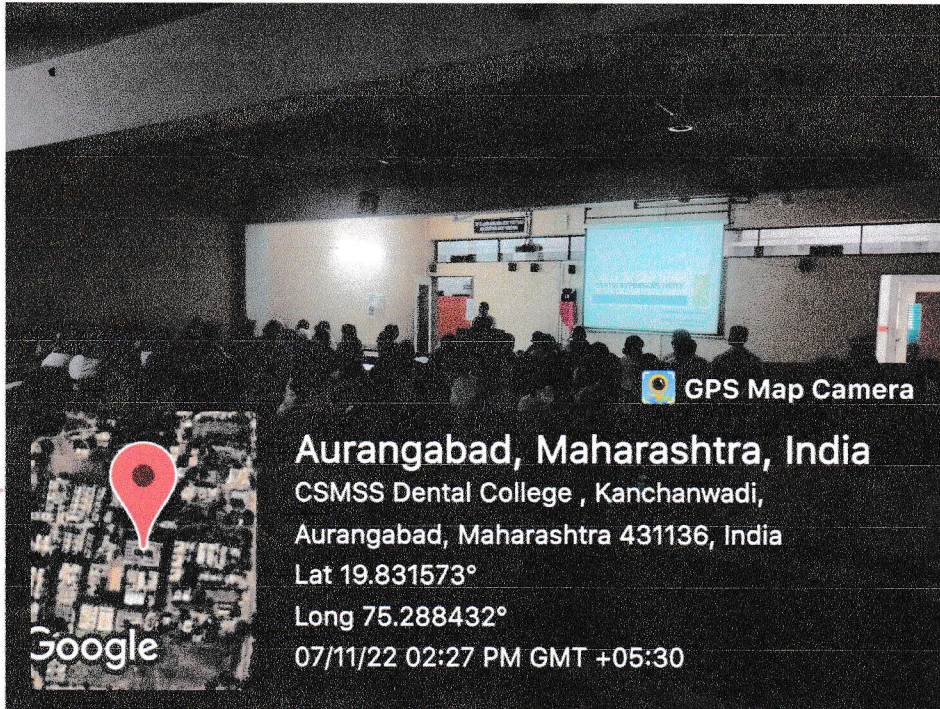 GPS Map Camera
Aurangabad, Maharashtra, India
CSMSS Dental College , Kanchanwadi,
Aurangabad, Maharashtra 431136, India
Lat 19.831573°
Long 75.288432°
07/11/22 02:27 PM GMT +05:30
Google